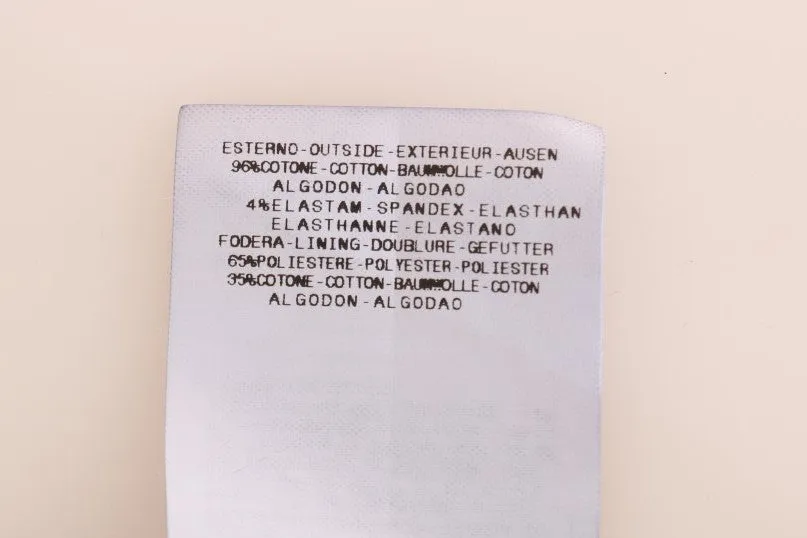 ESTERNO-OUTSIDE-EXTERIEUR-AUSEN
96%COTONE-COTTON-BAUMWOLLE-COTON
ALGODON-ALGODAO
4%ELASTAM-SPANDEX-ELASTHAN
ELASTHANNE-ELASTANO
FODERA-LINING-DOUBLURE-GEFUTTER
65%POLIESTERE-POLYESTER-POLIESTER
35%COTONE-COTTON-BAUMWOLLE-COTON
ALGODON-ALGODAO